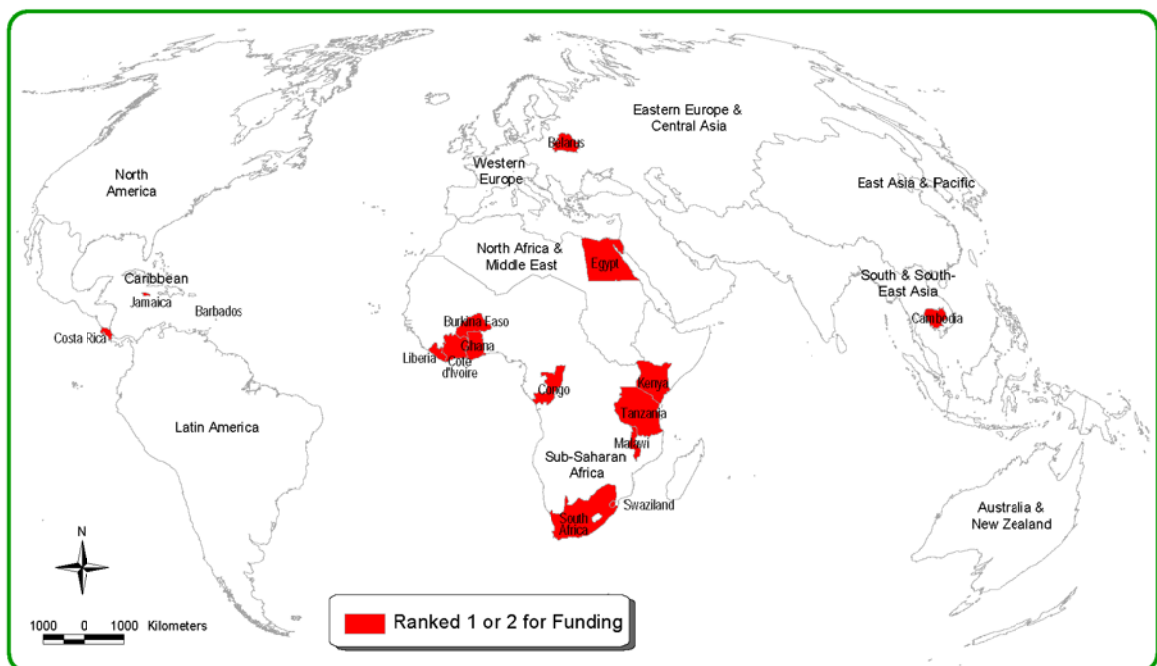 Eastern Europe &
Central Asia
Belarus
Western
Europe
North
America
East Asia & Pacific
North Africa &
Middle East
Egypt
South & South-
East Asia
Caribbean
Jamaica
Barbados
Cambodia
Costa Rica
Burkina Faso
Ghana
Liberia
Cote
d'Ivoire
Congo
Kenya
Tanzania
Latin America
Malawi
Sub-Saharan
Africa
Swaziland
South
Africa
Australia &
New Zealand
N
1000 0 1000 Kilometers
Ranked 1 or 2 for Funding